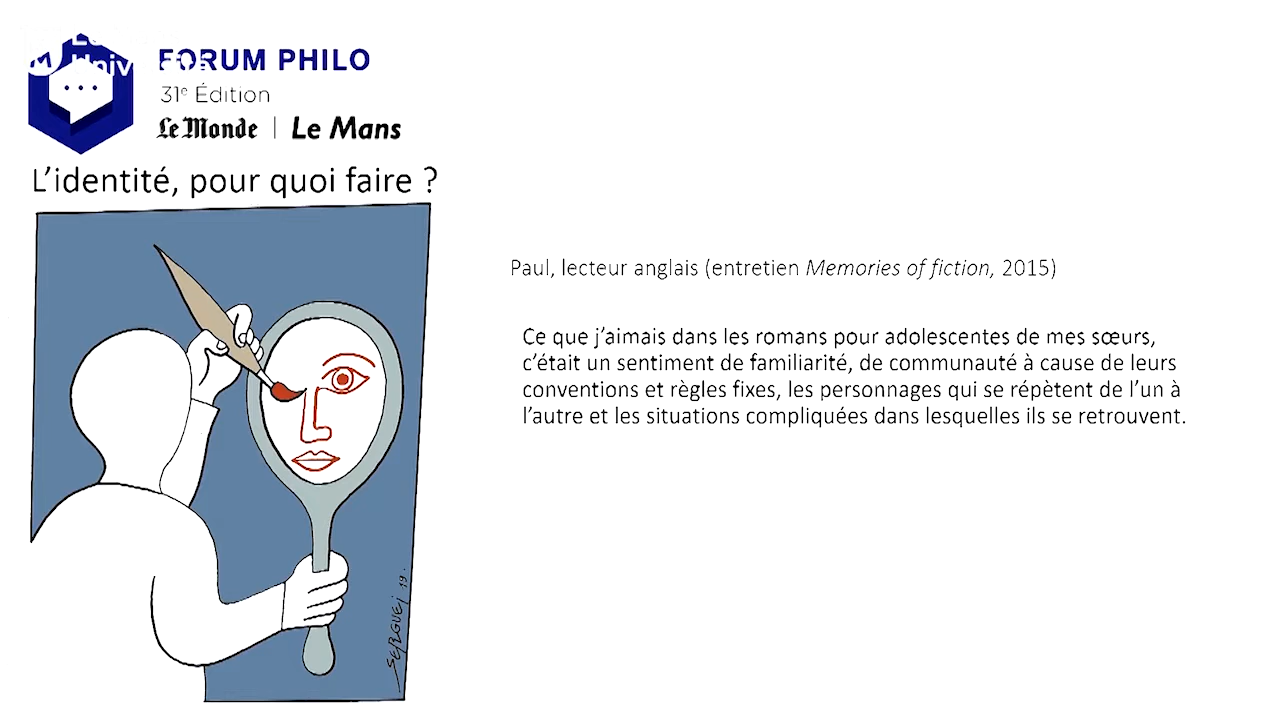 FORUM PHILO
31e Édition
Le Monde | Le Mans
L'identité, pour quoi faire ?
Paul, lecteur anglais (entretien Memories of fiction, 2015)
Ce que j'aimais dans les romans pour adolescentes de mes sœurs,
c'était un sentiment de familiarité, de communauté à cause de leurs
conventions et règles fixes, les personnages qui se répètent de l'un à
l'autre et les situations compliquées dans lesquelles ils se retrouvent.
SERGUEI 19.